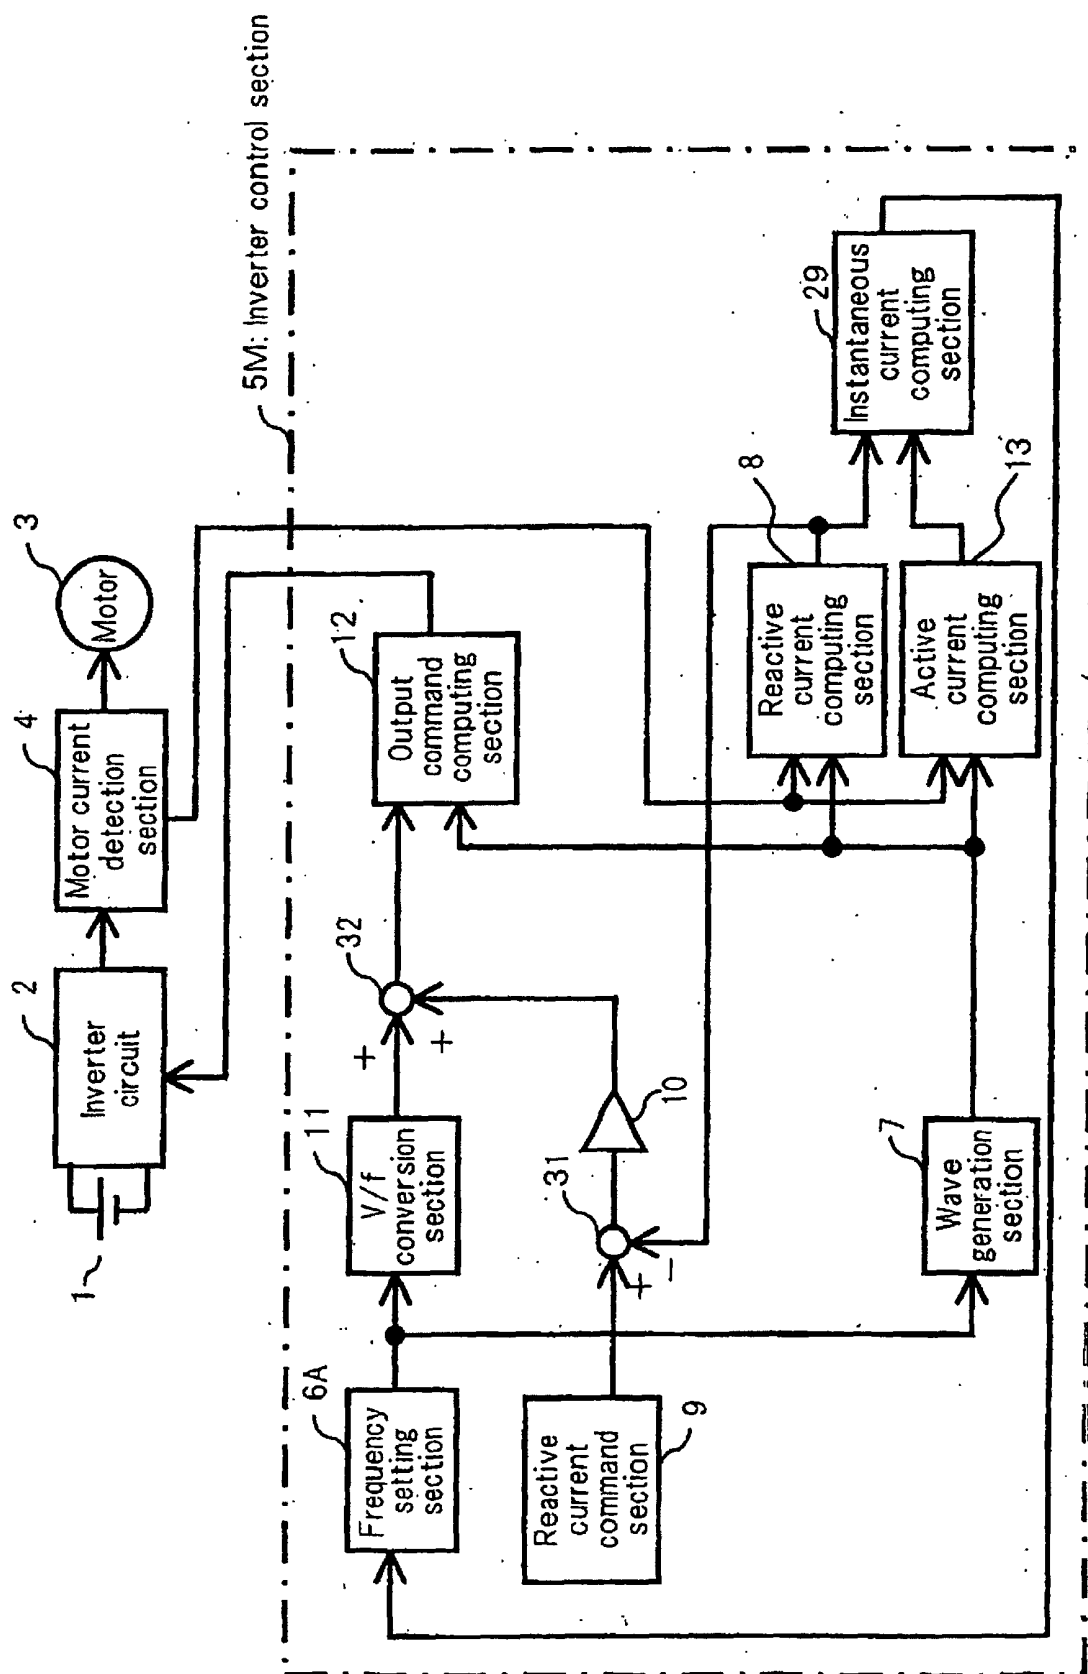 1
2
Inverter
circuit
4
Motor current
detection
section
3
Motor
5M: Inverter control section
6A
Frequency
setting
section
11
V/f
conversion
section
+
+
32
12
Output
command
computing
section
Reactive
current
command
section
9
+
−
31
10
8
Reactive
current
computing
section
29
Instantaneous
current
computing
section
7
Wave
generation
section
Active
current
computing
section
13